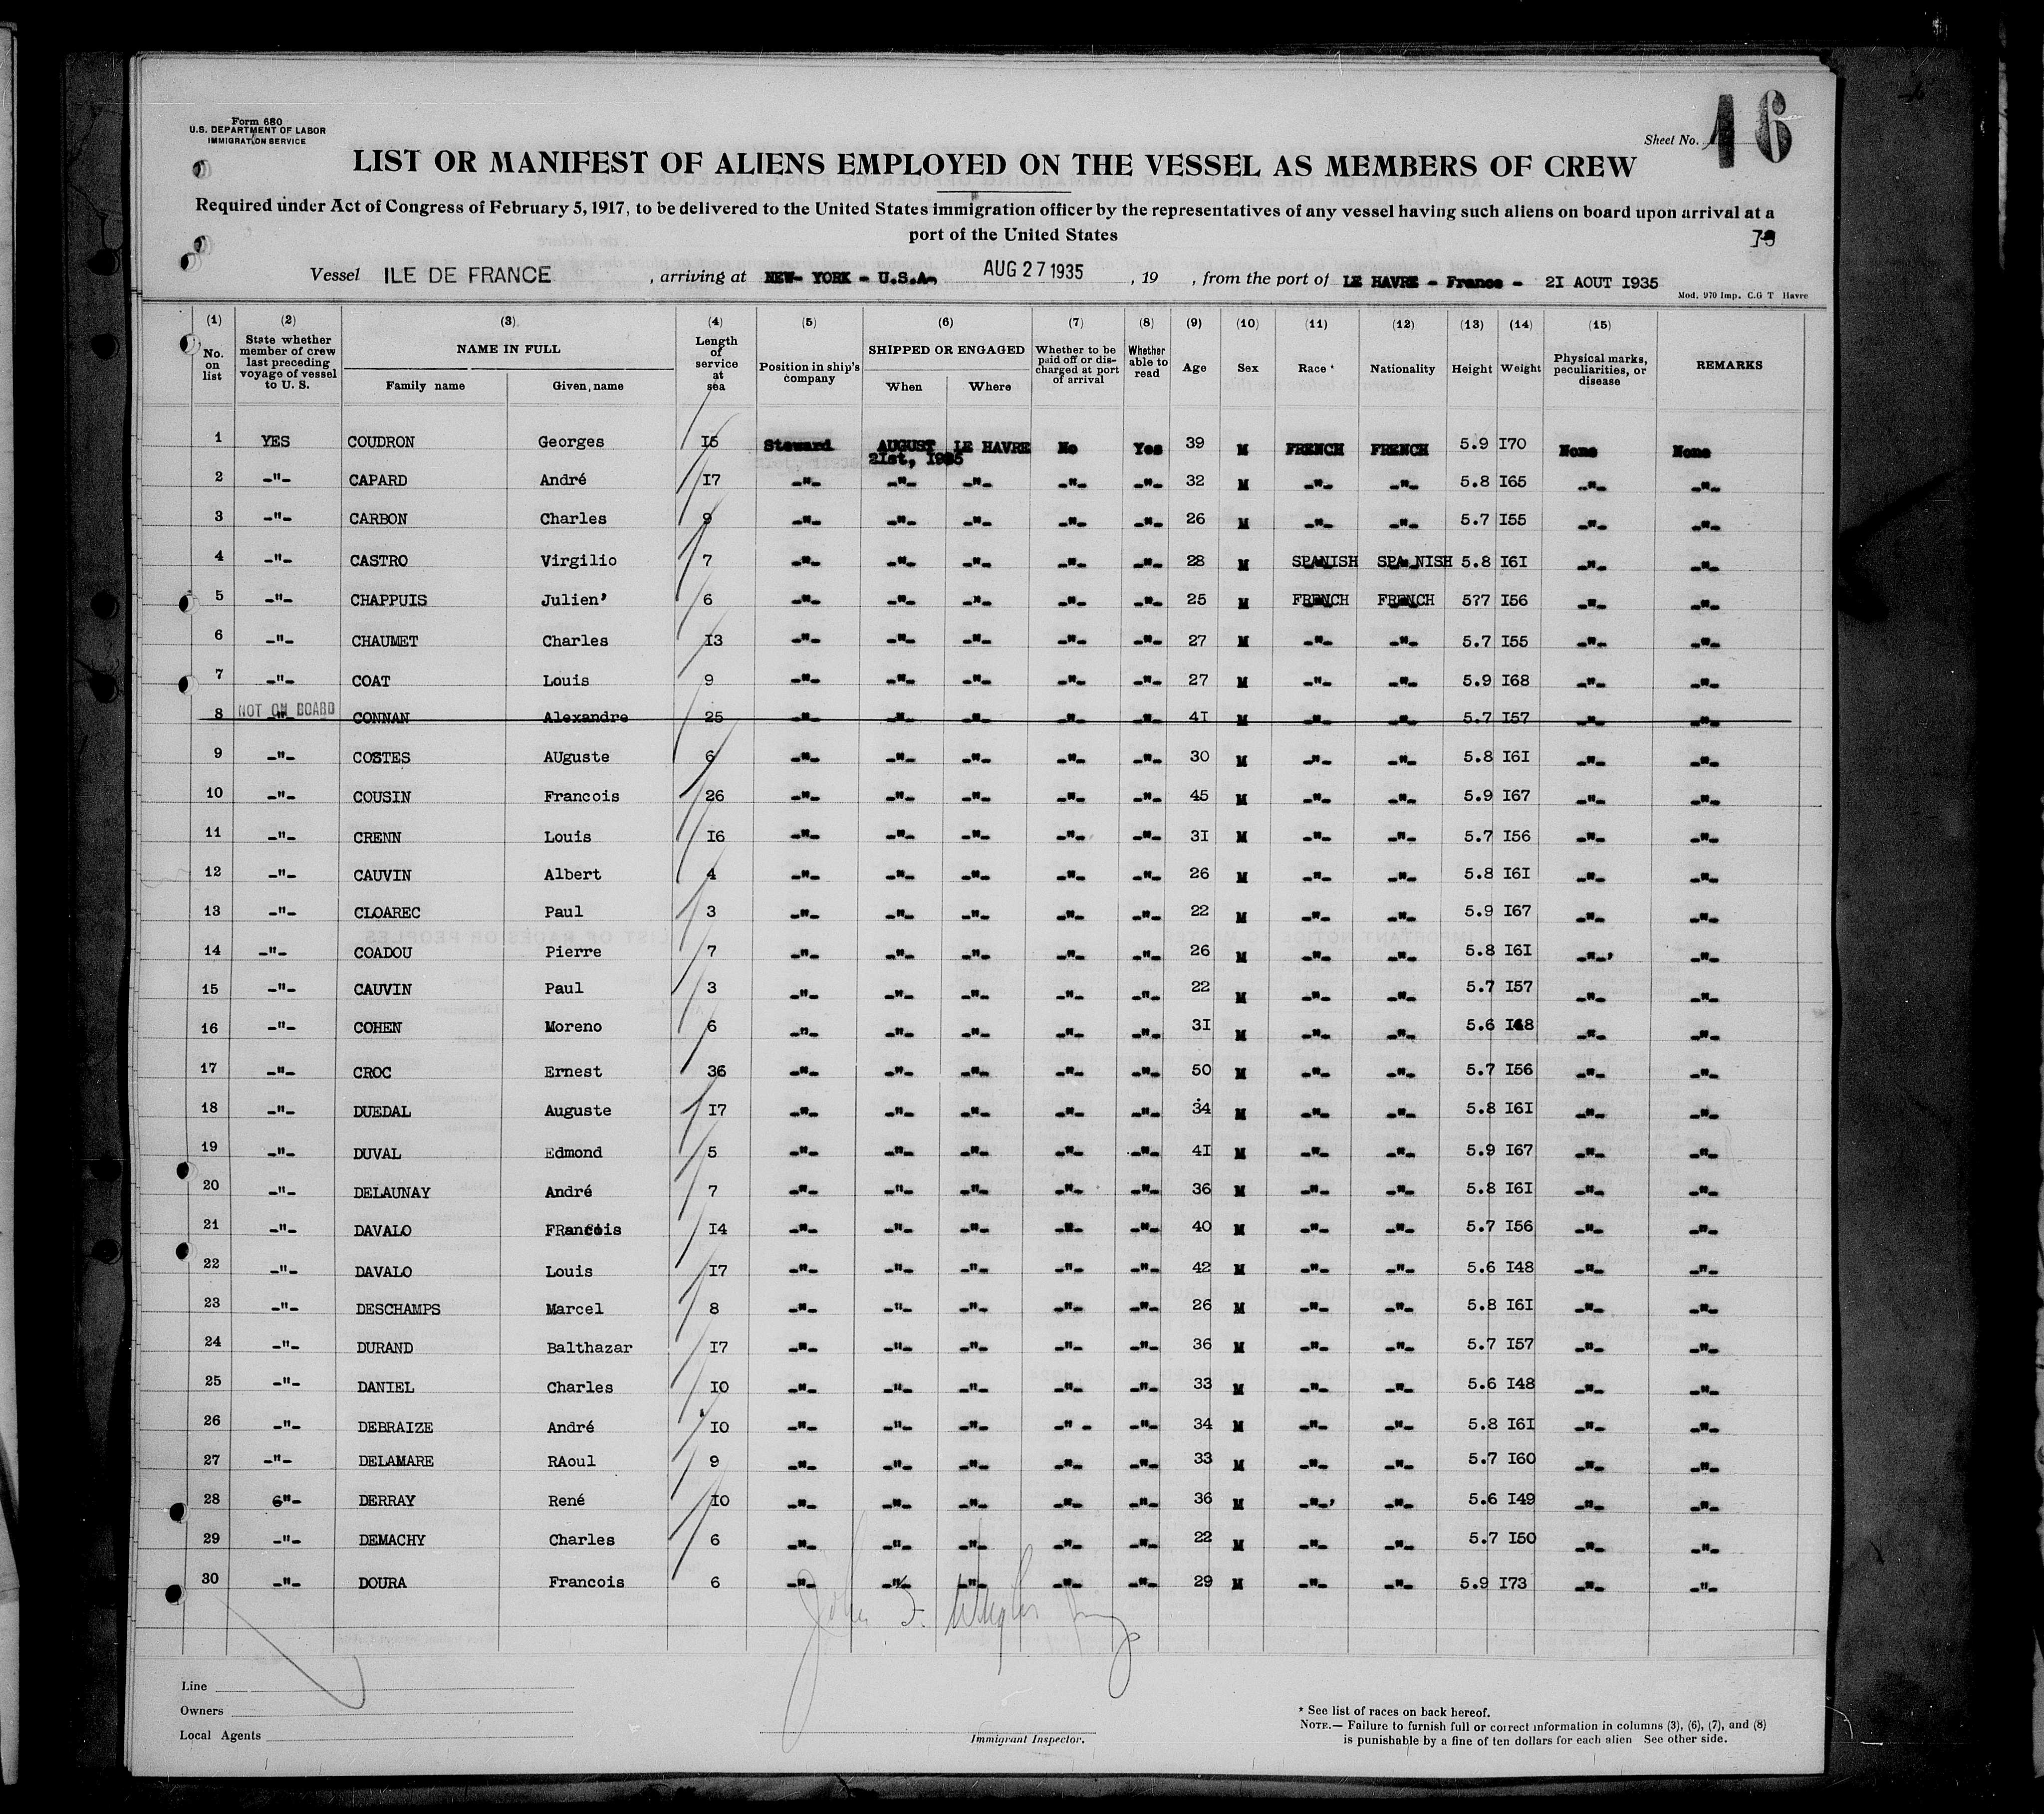 Form 680
U.S. DEPARTMENT OF LABOR
IMMIGRATION SERVICE
Sheet No. 16
LIST OR MANIFEST OF ALIENS EMPLOYED ON THE VESSEL AS MEMBERS OF CREW
Required under Act of Congress of February 5, 1917, to be delivered to the United States immigration officer by the representatives of any vessel having such aliens on board upon arrival at a
port of the United States
Vessel ILE DE FRANCE , arriving at NEW- YORK - U.S.A-, AUG 27 1935 , 19 , from the port of LE HAVRE - France - 2I AOUT I935
Mod. 970 Imp. C.G T Havre
(1) No. on list (2) State whether member of crew last preceding voyage of vessel to U. S. (3) NAME IN FULL Family name Given name (4) Length of service at sea (5) Position in ship's company (6) SHIPPED OR ENGAGED When Where (7) Whether to be paid off or discharged at port of arrival (8) Whether able to read (9) Age (10) Sex (11) Race * (12) Nationality (13) Height (14) Weight (15) Physical marks, peculiarities, or disease REMARKS
1 YES COUDRON Georges I5 Steward AUGUST 2Ist, I935 LE HAVRE No Yes 39 M FRENCH FRENCH 5.9 I70 None None
2 -"- CAPARD André I7 -"- -"- -"- -"- -"- 32 M -"- -"- 5.8 I65 -"- -"-
3 -"- CARBON Charles 9 -"- -"- -"- -"- -"- 26 M -"- -"- 5.7 I55 -"- -"-
4 -"- CASTRO Virgilio 7 -"- -"- -"- -"- -"- 28 M SPANISH SPA NISH 5.8 I6I -"- -"-
5 -"- CHAPPUIS Julien' 6 -"- -"- -"- -"- -"- 25 M FRENCH FRENCH 5?7 I56 -"- -"-
6 -"- CHAUMET Charles I3 -"- -"- -"- -"- -"- 27 M -"- -"- 5.7 I55 -"- -"-
7 -"- COAT Louis 9 -"- -"- -"- -"- -"- 27 M -"- -"- 5.9 I68 -"- -"-
8 NOT ON BOARD -"- CONNAN Alexandre 25 -"- -"- -"- -"- -"- 4I M -"- -"- 5.7 I57 -"- -"-
9 -"- COSTES AUguste 6 -"- -"- -"- -"- -"- 30 M -"- -"- 5.8 I6I -"- -"-
10 -"- COUSIN Francois 26 -"- -"- -"- -"- -"- 45 M -"- -"- 5.9 I67 -"- -"-
11 -"- CRENN Louis I6 -"- -"- -"- -"- -"- 3I M -"- -"- 5.7 I56 -"- -"-
12 -"- CAUVIN Albert 4 -"- -"- -"- -"- -"- 26 M -"- -"- 5.8 I6I -"- -"-
13 -"- CLOAREC Paul 3 -"- -"- -"- -"- -"- 22 M -"- -"- 5.9 I67 -"- -"-
14 -"- COADOU Pierre 7 -"- -"- -"- -"- -"- 26 M -"- -"- 5.8 I6I -"-, -"-
15 -"- CAUVIN Paul 3 -"- -"- -"- -"- -"- 22 M -"- -"- 5.7 I57 -"- -"-
16 -"- COHEN Moreno 6 -"- -"- -"- -"- -"- 3I M -"- -"- 5.6 I48 -"- -"-
17 -"- CROC Ernest 36 -"- -"- -"- -"- -"- 50 M -"- -"- 5.7 I56 -"- -"-
18 -"- DUEDAL Auguste I7 -"- -"- -"- -"- -"- 34 M -"- -"- 5.8 I6I -"- -"-
19 -"- DUVAL Edmond 5 -"- -"- -"- -"- -"- 4I M -"- -"- 5.9 I67 -"- -"-
20 -"- DELAUNAY André 7 -"- -"- -"- -"- -"- 36 M -"- -"- 5.8 I6I -"- -"-
21 -"- DAVALO FRancois I4 -"- -"- -"- -"- -"- 40 M -"- -"- 5.7 I56 -"- -"-
22 -"- DAVALO Louis I7 -"- -"- -"- -"- -"- 42 M -"- -"- 5.6 I48 -"- -"-
23 -"- DESCHAMPS Marcel 8 -"- -"- -"- -"- -"- 26 M -"- -"- 5.8 I6I -"- -"-
24 -"- DURAND Balthazar I7 -"- -"- -"- -"- -"- 36 M -"- -"- 5.7 I57 -"- -"-
25 -"- DANIEL Charles I0 -"- -"- -"- -"- -"- 33 M -"- -"- 5.6 I48 -"- -"-
26 -"- DEBRAIZE André I0 -"- -"- -"- -" - -"- 34 M -"- -"- 5.8 I6I -"- -"-
27 -"- DELAMARE RAoul 9 -"- -"- -"- -"- -"- 33 M -"- -"- 5.7 I60 -"- -"-
28 6"- DERRAY René I0 -"- -"- -"- -"- -"- 36 M -"-, -"- 5.6 I49 -"- -"-
29 -"- DEMACHY Charles 6 -"- -"- -"- -"- -"- 22 M -"- -"- 5.7 I50 -"- -"-
30 -"- DOURA Francois 6 -"- -"- -"- -"- -"- 29 M -"- -"- 5.9 I73 -"- -"-
Line
Owners
Local Agents
Immigrant Inspector.
* See list of races on back hereof.
NOTE.— Failure to furnish full or correct information in columns (3), (6), (7), and (8)
is punishable by a fine of ten dollars for each alien See other side.